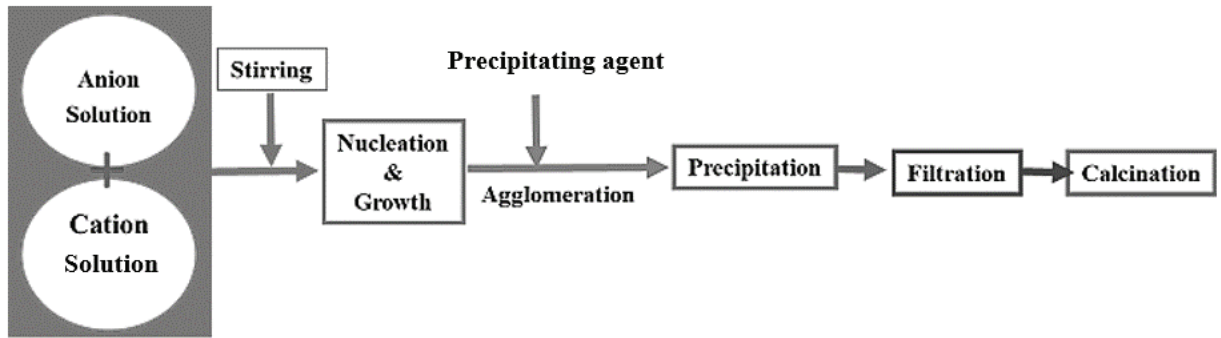 Anion
Solution
+
Cation
Solution
Stirring
Nucleation
&
Growth
Precipitating agent
Agglomeration
Precipitation
Filtration
Calcination